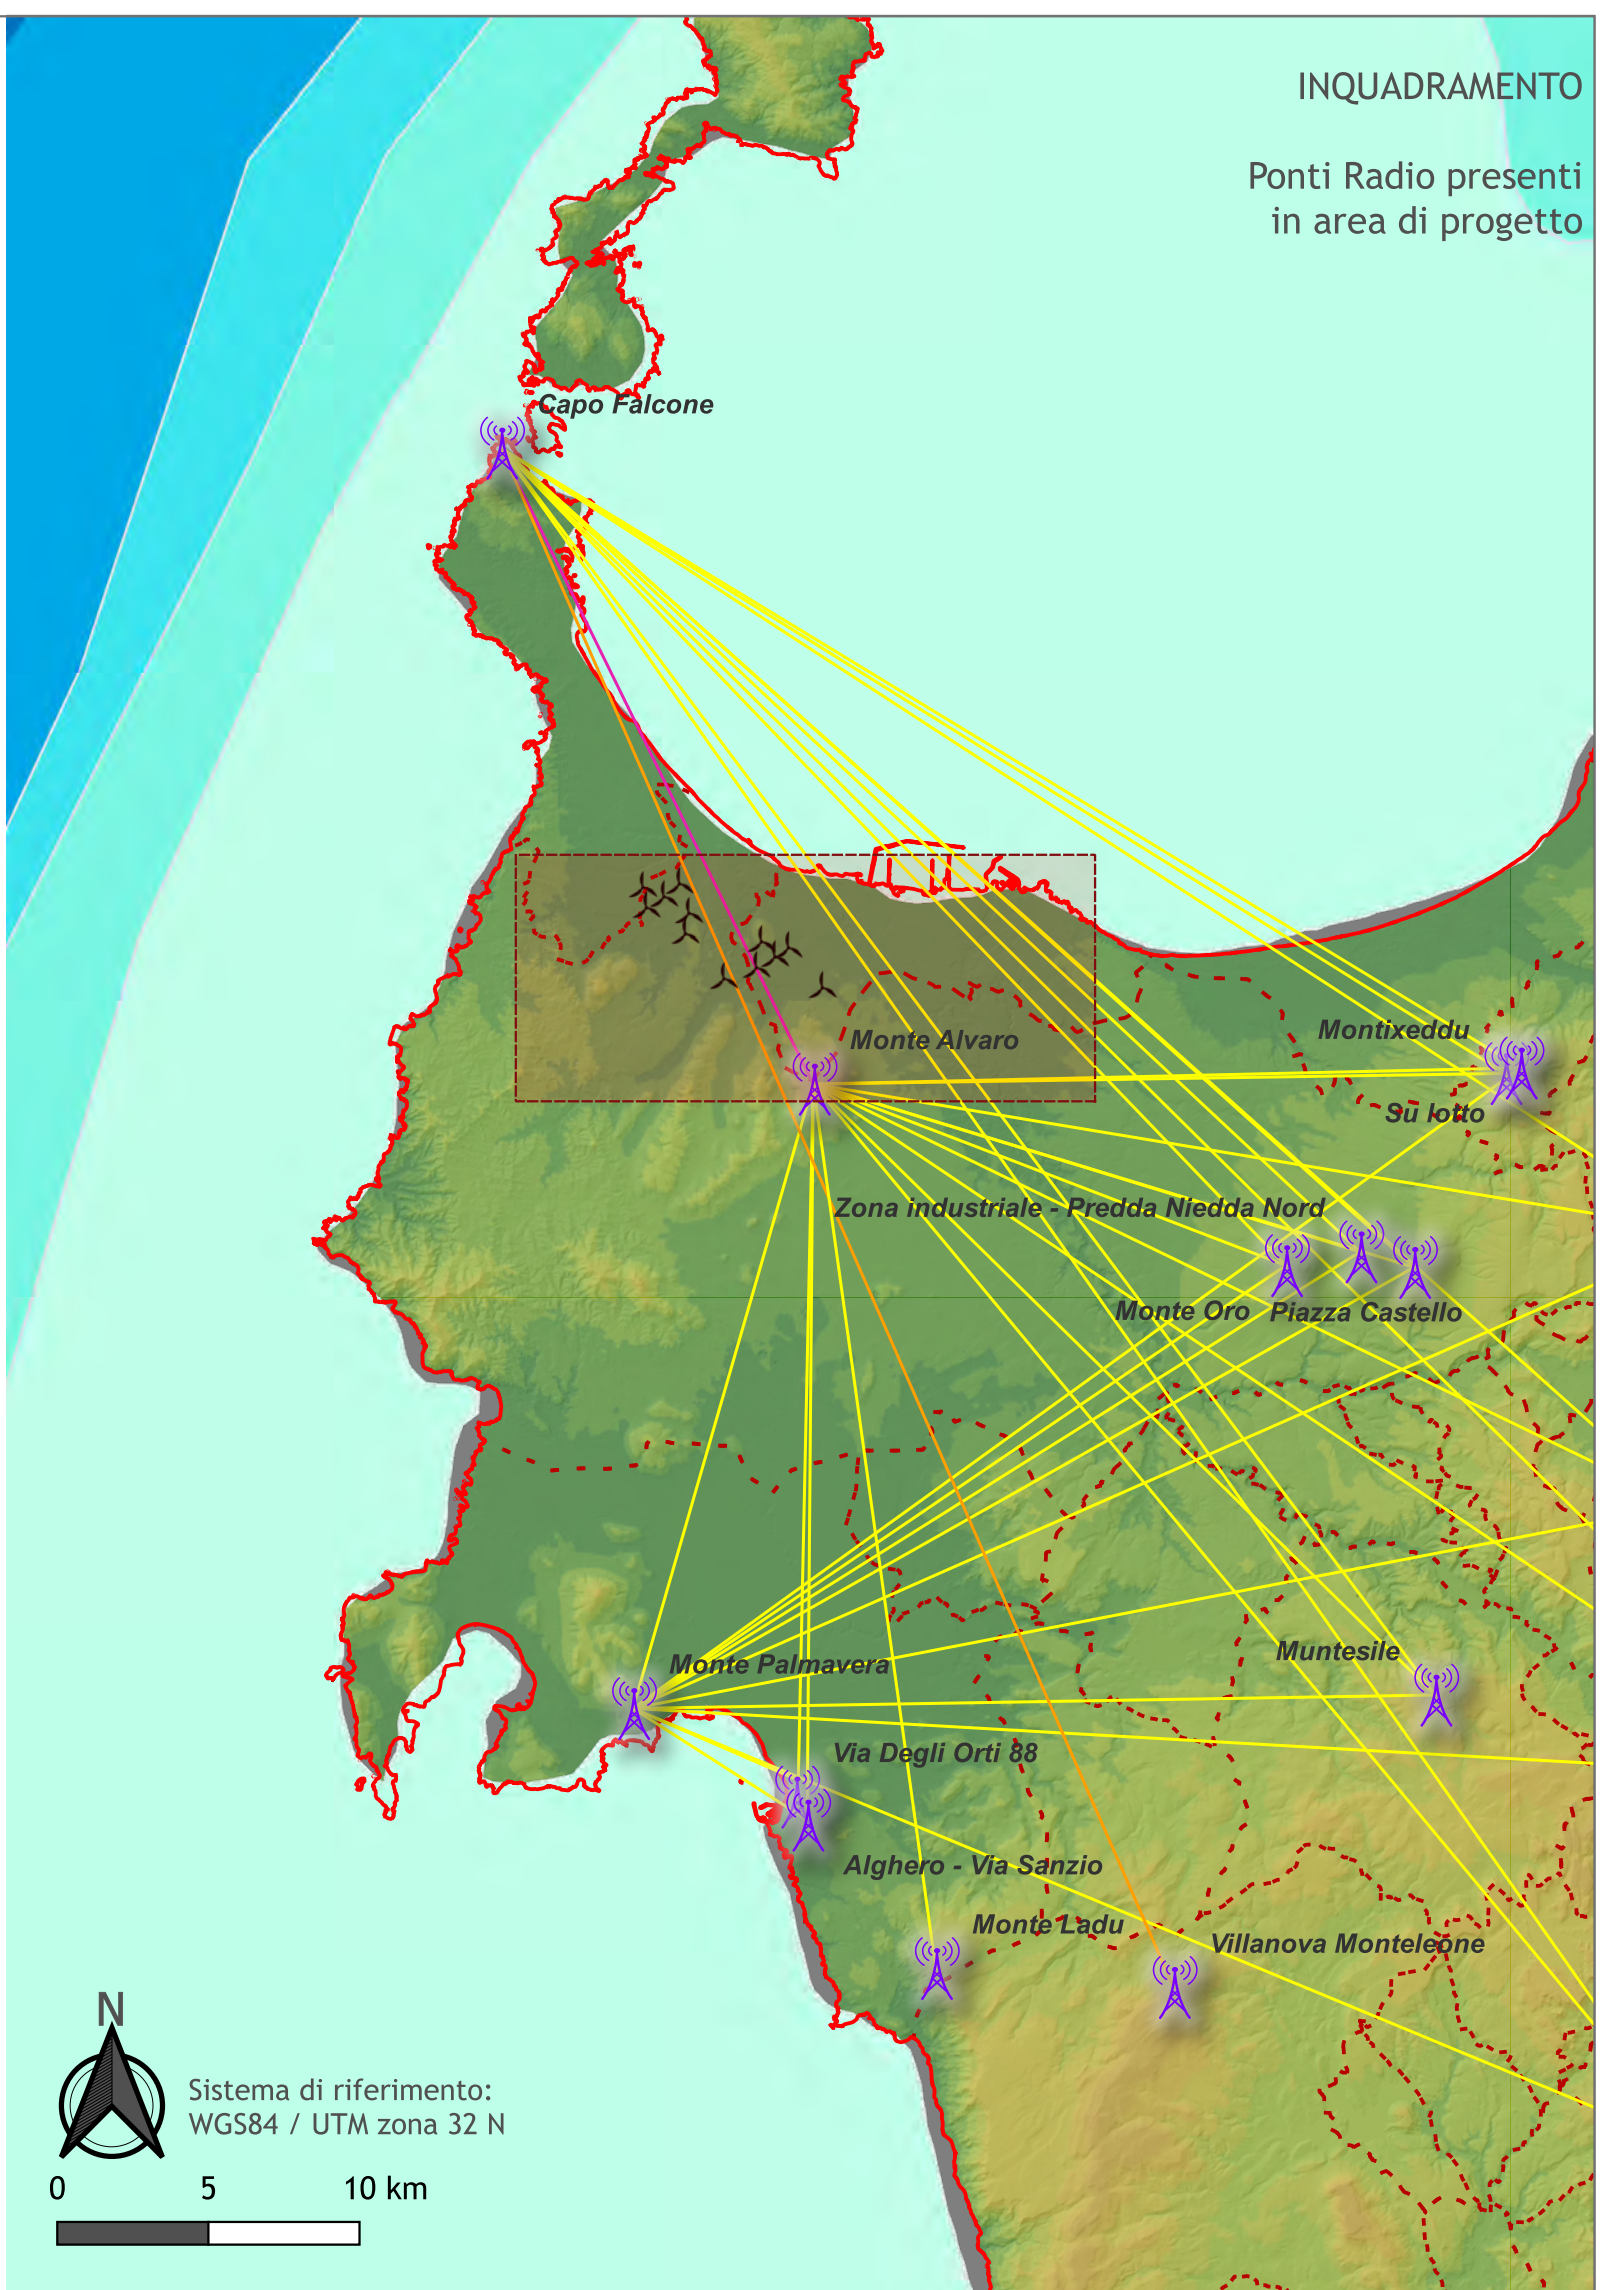 INQUADRAMENTO
Ponti Radio presenti
in area di progetto
Capo Falcone
Montixeddu
Monte Alvaro
Su Iotto
Zona industriale - Predda Niedda Nord
Monte Oro
Piazza Castello
Muntesile
Monte Palmavera
Via Degli Orti 88
Alghero - Via Sanzio
Monte Ladu
Villanova Monteleone
N
Sistema di riferimento:
WGS84 / UTM zona 32 N
0 5 10 km